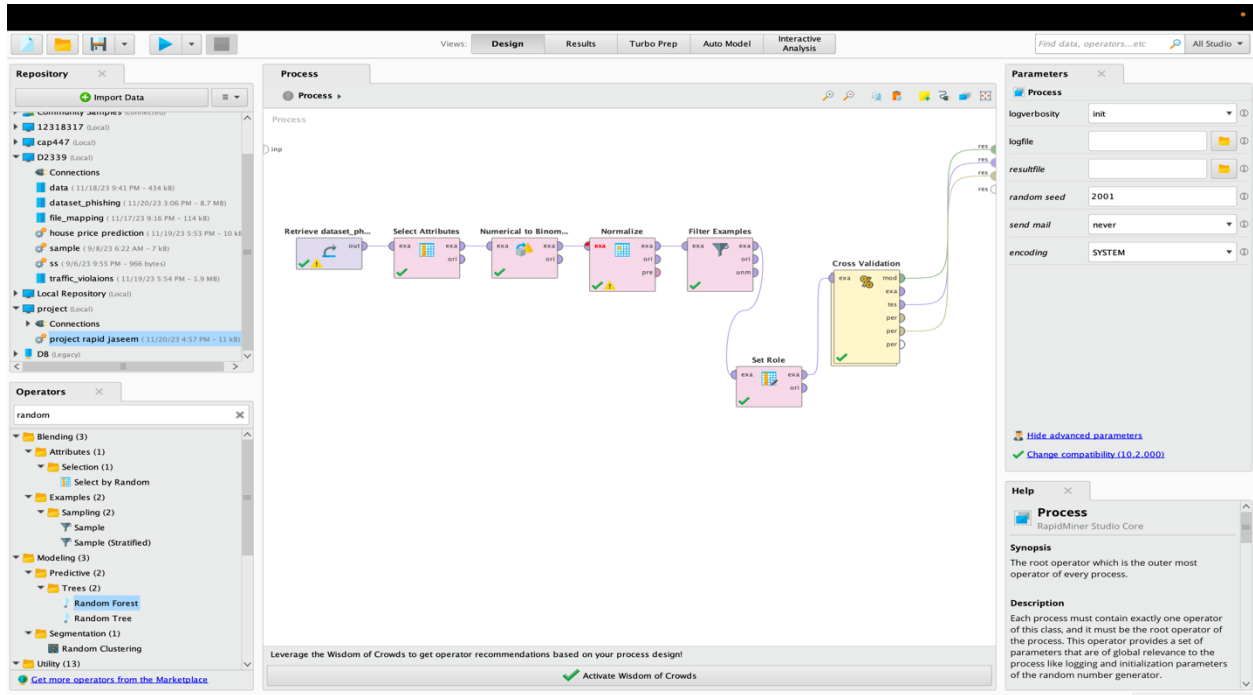 Views:
Design
Results
Turbo Prep
Auto Model
Interactive
Analysis
Find data, operators...etc
All Studio
Repository
Import Data
Community Samples (connected)
12318317 (Local)
cap447 (Local)
D2339 (Local)
Connections
data (11/18/23 9:41 PM – 434 kB)
dataset_phishing (11/20/23 3:06 PM – 8.7 MB)
file_mapping (11/17/23 9:16 PM – 114 kB)
house price prediction (11/19/23 5:53 PM – 10 kB
sample (9/8/23 6:22 AM – 7 kB)
ss (9/6/23 9:55 PM – 966 bytes)
traffic_violaions (11/19/23 5:54 PM – 1.9 MB)
Local Repository (Local)
project (Local)
Connections
project rapid jaseem (11/20/23 4:57 PM – 11 kB)
DB (Legacy)
Operators
random
Blending (3)
Attributes (1)
Selection (1)
Select by Random
Examples (2)
Sampling (2)
Sample
Sample (Stratified)
Modeling (3)
Predictive (2)
Trees (2)
Random Forest
Random Tree
Segmentation (1)
Random Clustering
Utility (13)
Get more operators from the Marketplace
Process
Process
Process
inp
res
res
res
res
Retrieve dataset_ph...
out
Select Attributes
exa exa
ori
Numerical to Binom...
exa exa
ori
Normalize
exa exa
ori
pre
Filter Examples
exa exa
ori
unm
Cross Validation
exa mod
exa
tes
per
per
per
Set Role
exa exa
ori
Leverage the Wisdom of Crowds to get operator recommendations based on your process design!
Activate Wisdom of Crowds
Parameters
Process
logverbosity init
logfile
resultfile
random seed 2001
send mail never
encoding SYSTEM
Hide advanced parameters
Change compatibility (10.2.000)
Help
Process
RapidMiner Studio Core
Synopsis
The root operator which is the outer most
operator of every process.
Description
Each process must contain exactly one operator
of this class, and it must be the root operator of
the process. This operator provides a set of
parameters that are of global relevance to the
process like logging and initialization parameters
of the random number generator.